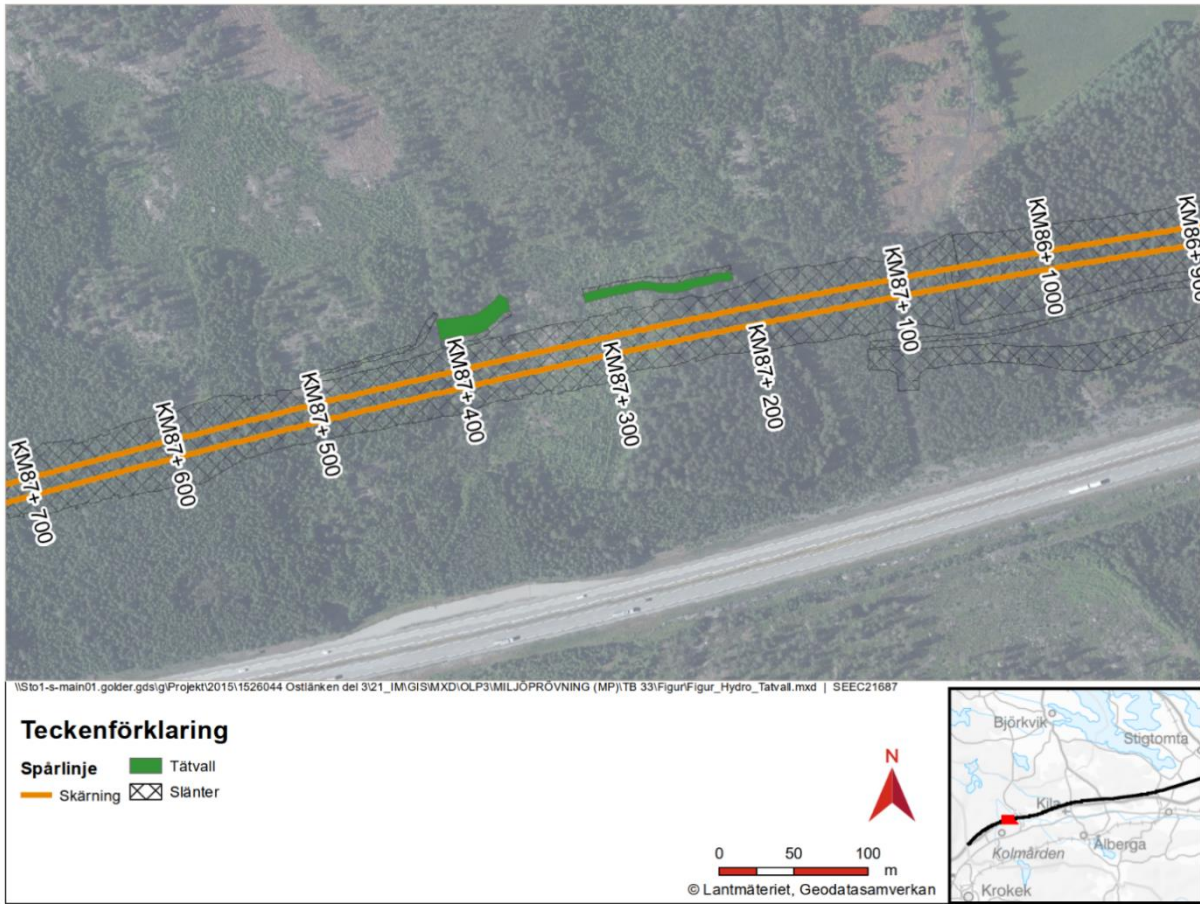 KM86+ 1000
KM86+ 900
KM87+ 100
KM87+ 200
KM87+ 300
KM87+ 400
KM87+ 500
KM87+ 600
KM87+ 700
\\Sto1-s-main01.golder.gds\g\Projekt\2015\1526044 Ostlänken del 3\21_IM\GIS\MXD\OLP3\MILJÖPRÖVNING (MP)\TB 33\Figur\Figur_Hydro_Tatvall.mxd | SEEC21687
Teckenförklaring
Spårlinje
Skärning
Tätvall
Slänter
N
0 50 100
m
© Lantmäteriet, Geodatasamverkan
Björkvik
Stigtomta
Kila
Ålberga
Kolmården
Krokek